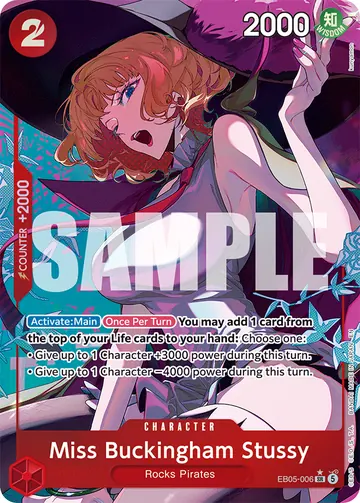 2
2000
知
WISDOM
COUNTER +2000
SAMPLE
Activate:Main Once Per Turn You may add 1 card from
the top of your Life cards to your hand: Choose one:
• Give up to 1 Character +3000 power during this turn.
• Give up to 1 Character −4000 power during this turn.
CHARACTER
Miss Buckingham Stussy
Rocks Pirates
EB05-006 SR 5